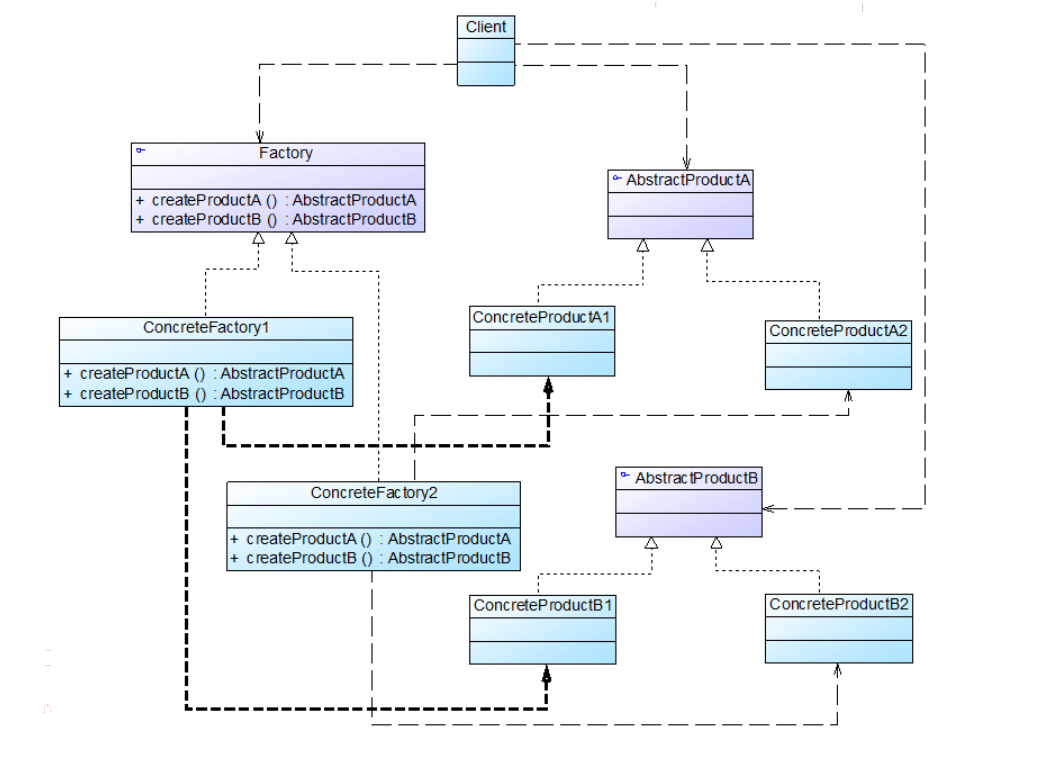 Client
Factory
+ createProductA () : AbstractProductA
+ createProductB () : AbstractProductB
AbstractProductA
ConcreteFactory1
+ createProductA () : AbstractProductA
+ createProductB () : AbstractProductB
ConcreteProductA1
ConcreteProductA2
ConcreteFactory2
+ createProductA () : AbstractProductA
+ createProductB () : AbstractProductB
AbstractProductB
ConcreteProductB1
ConcreteProductB2